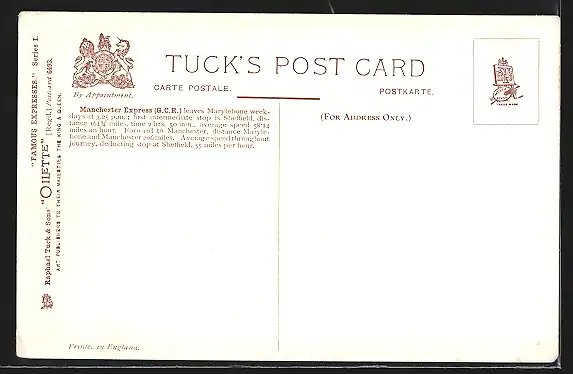 "FAMOUS EXPRESSES." Series I.
Raphael Tuck & Sons' "OILETTE" [Regd.] Postcard 6493.
ART PUBLISHERS TO THEIR MAJESTIES THE KING & QUEEN.
By Appointment.
TUCK'S POST CARD
CARTE POSTALE.
POSTKARTE.
(FOR ADDRESS ONLY.)
Manchester Express (G.C.R.) leaves Marylebone week-
days at 3.25 p.m.; first intermediate stop is Sheffield, dis-
tance 164¾ miles, time 2 hrs. 50 min., average speed 58·14
miles an hour. Forward to Manchester, distance Maryle-
bone and Manchester 206 miles. Average speed throughout
journey, deducting stop at Sheffield, 55 miles per hour.
Printed in England.